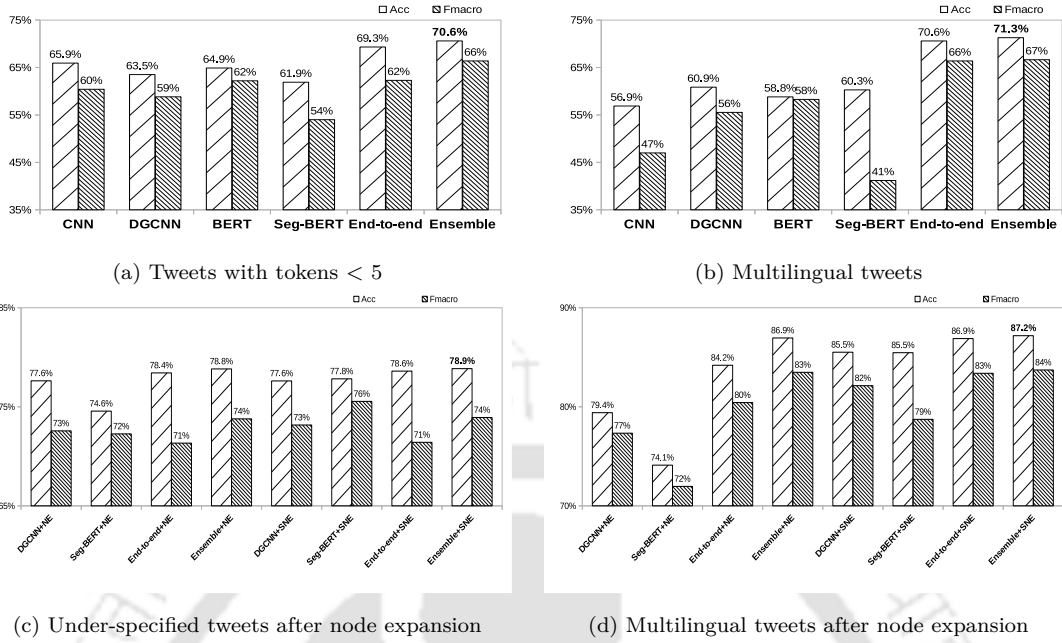 Acc Fmacro
75%
65%
55%
45%
35%
65.9% 60% 63.5% 59% 64.9% 62% 61.9% 54% 69.3% 62% 70.6% 66%
CNN DGCNN BERT Seg-BERT End-to-end Ensemble
(a) Tweets with tokens < 5
Acc Fmacro
75%
65%
55%
45%
35%
56.9% 47% 60.9% 56% 58.8% 58% 60.3% 41% 70.6% 66% 71.3% 67%
CNN DGCNN BERT Seg-BERT End-to-end Ensemble
(b) Multilingual tweets
Acc Fmacro
85%
75%
65%
77.6% 73% 74.6% 72% 78.4% 71% 78.8% 74% 77.6% 73% 77.8% 76% 78.6% 71% 78.9% 74%
DGCNN+NE Seg-BERT+NE End-to-end+NE Ensemble+NE DGCNN+SNE Seg-BERT+SNE End-to-end+SNE Ensemble+SNE
(c) Under-specified tweets after node expansion
Acc Fmacro
90%
80%
70%
79.4% 77% 74.1% 72% 84.2% 80% 86.9% 83% 85.5% 82% 85.5% 79% 86.9% 83% 87.2% 84%
DGCNN+NE Seg-BERT+NE End-to-end+NE Ensemble+NE DGCNN+SNE Seg-BERT+SNE End-to-end+SNE Ensemble+SNE
(d) Multilingual tweets after node expansion